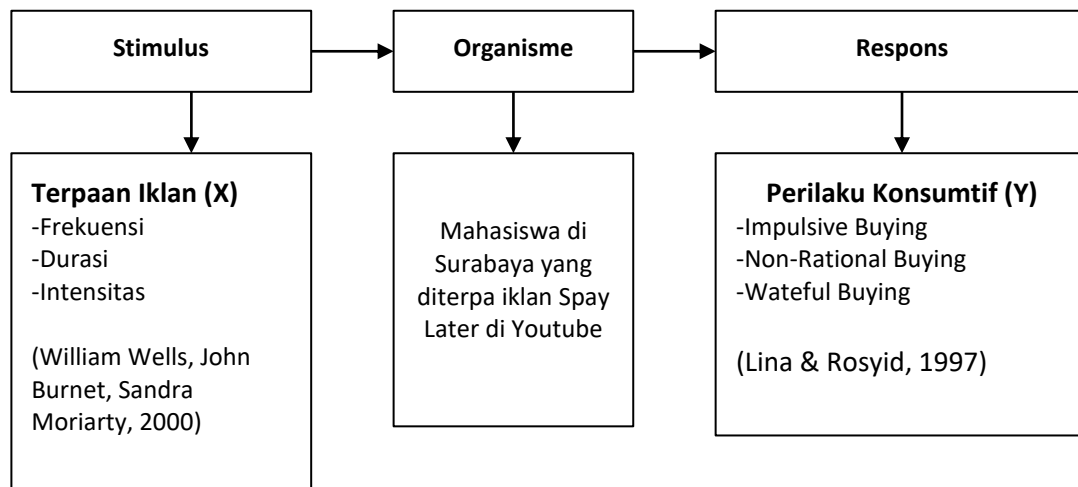 Stimulus
Organisme
Respons
Terpaan Iklan (X)
-Frekuensi
-Durasi
-Intensitas
(William Wells, John
Burnet, Sandra
Moriarty, 2000)
Mahasiswa di
Surabaya yang
diterpa iklan Spay
Later di Youtube
Perilaku Konsumtif (Y)
-Impulsive Buying
-Non-Rational Buying
-Wateful Buying
(Lina & Rosyid, 1997)